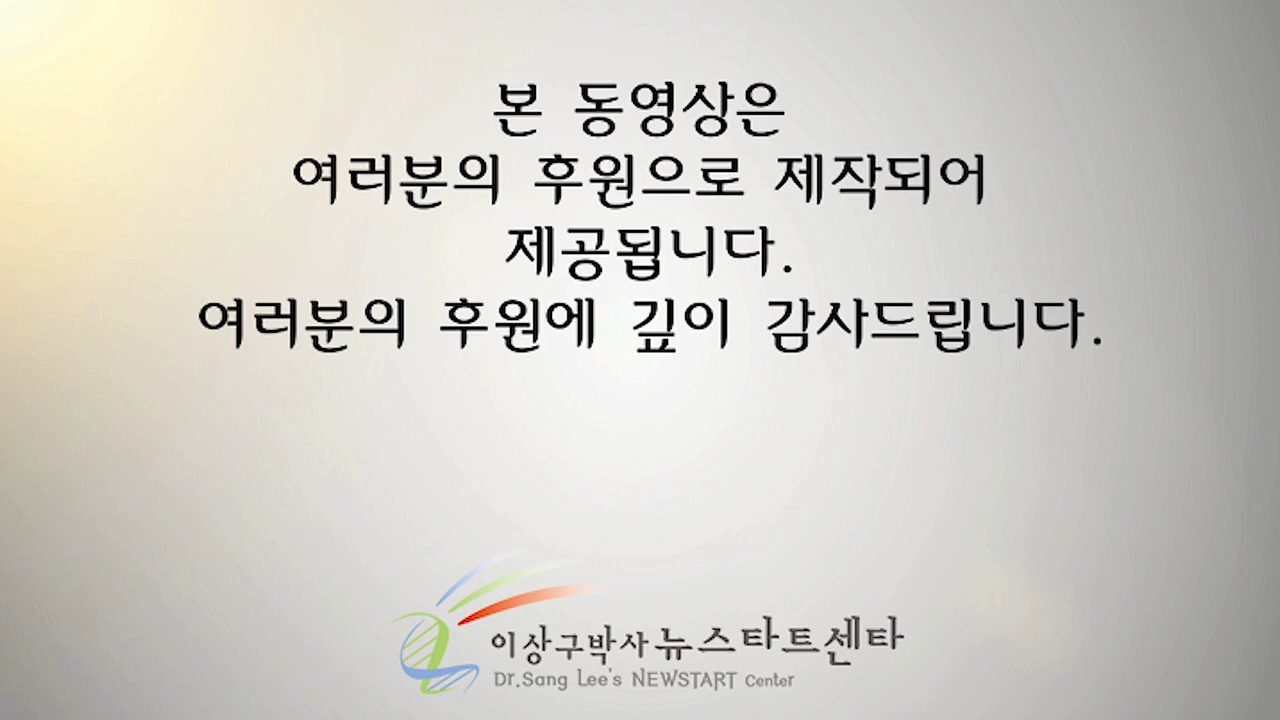 본 동영상은
여러분의 후원으로 제작되어
제공됩니다.
여러분의 후원에 깊이 감사드립니다.
이상구박사 뉴스타트센타
Dr.Sang Lee's NEWSTART Center